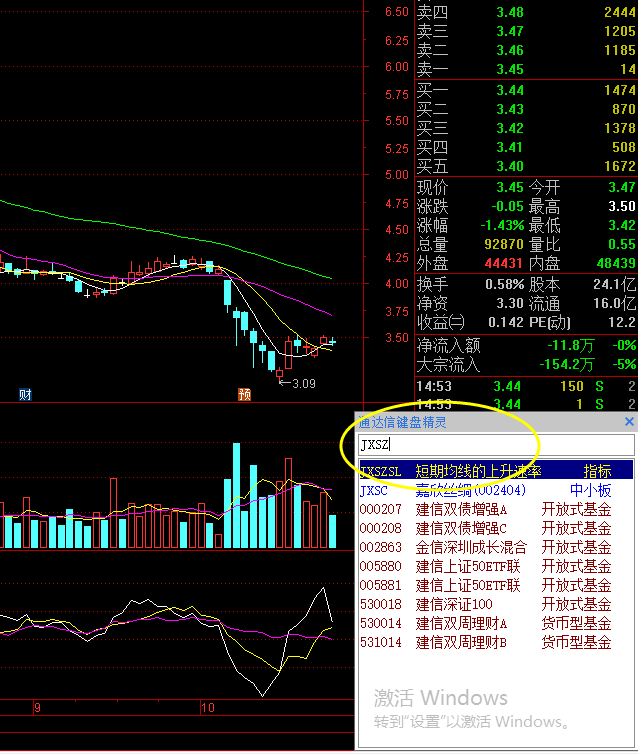 6.50
6.25
6.00
5.75
5.50
5.25
5.00
4.75
4.50
4.25
4.00
3.75
3.50
3.09
财
预
9
10
卖四 3.48 2444
卖三 3.47 1205
卖二 3.46 1185
卖一 3.45 14
买一 3.44 1474
买二 3.43 870
买三 3.42 1378
买四 3.41 508
买五 3.40 1672
现价 3.45 今开 3.47
涨跌 -0.05 最高 3.50
涨幅 -1.43% 最低 3.42
总量 92870 量比 0.55
外盘 44431 内盘 48439
换手 0.58% 股本 24.1亿
净资 3.30 流通 16.0亿
收益㈡ 0.142 PE(动) 12.2
净流入额 -11.8万 -0%
大宗流入 -154.2万 -5%
14:53 3.44 150 S 2
14:53 3.44 1 S 2
通达信键盘精灵 ×
JXSZ
JXSZSL 短期均线的上升速率 指标
JXSC 嘉欣丝绸(002404) 中小板
000207 建信双债增强A 开放式基金
000208 建信双债增强C 开放式基金
002863 金信深圳成长混合 开放式基金
005880 建信上证50ETF联 开放式基金
005881 建信上证50ETF联 开放式基金
530018 建信深证100 开放式基金
530014 建信双周理财A 货币型基金
531014 建信双周理财B 货币型基金
激活 Windows
转到"设置"以激活 Windows。